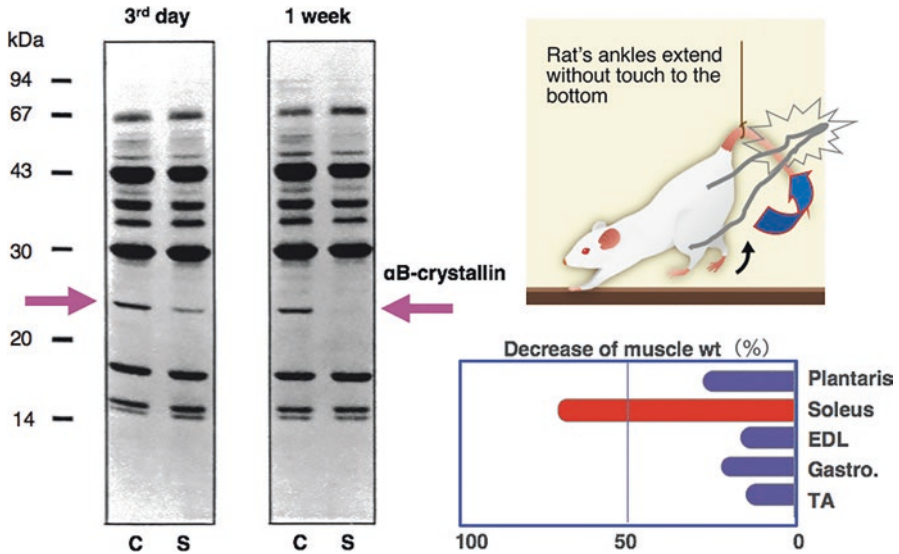 3rd day
1 week
kDa
94
67
43
30
20
14
αB-crystallin
C S
C S
Rat's ankles extend
without touch to the
bottom
Decrease of muscle wt (%)
Plantaris
Soleus
EDL
Gastro.
TA
100 50 0